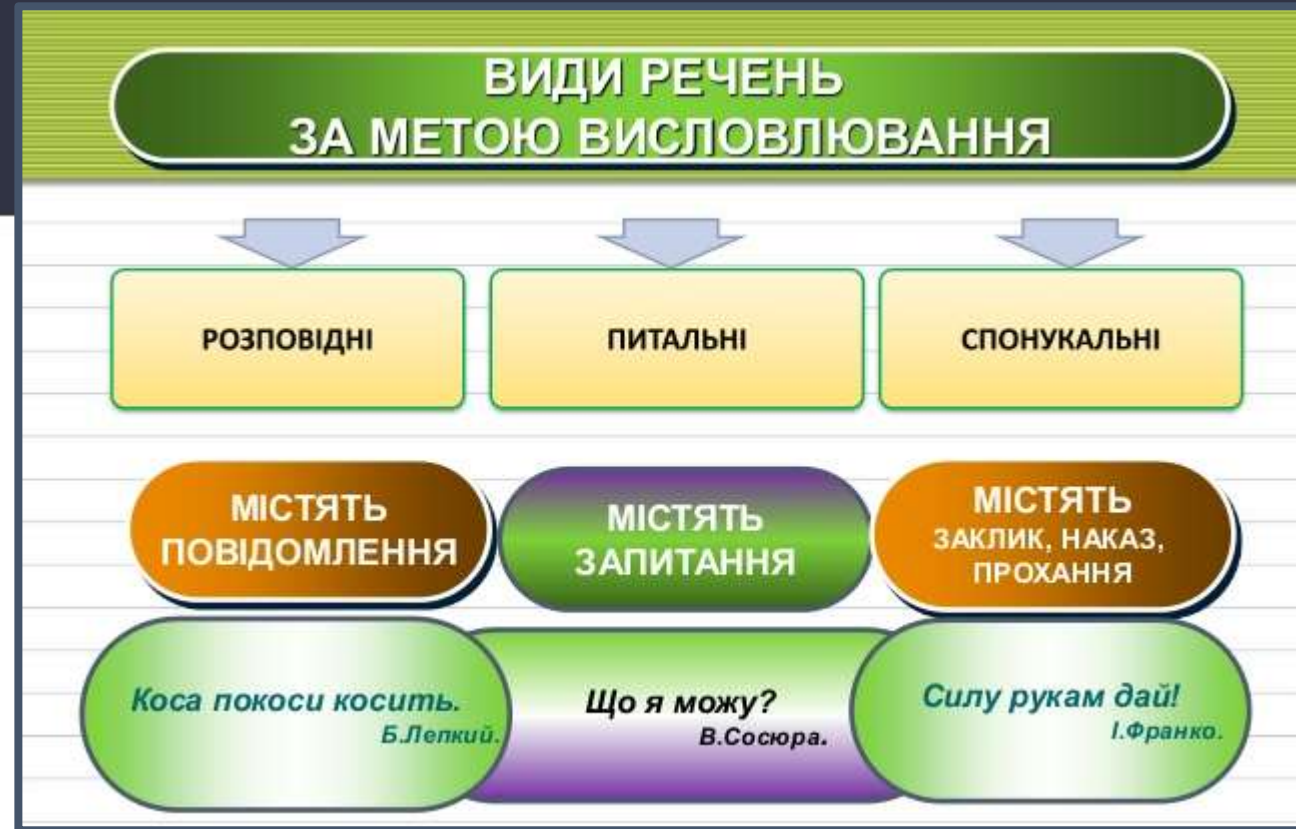 ВИДИ РЕЧЕНЬ
ЗА МЕТОЮ ВИСЛОВЛЮВАННЯ
РОЗПОВІДНІ
ПИТАЛЬНІ
СПОНУКАЛЬНІ
МІСТЯТЬ
ПОВІДОМЛЕННЯ
МІСТЯТЬ
ЗАПИТАННЯ
МІСТЯТЬ
ЗАКЛИК, НАКАЗ,
ПРОХАННЯ
Коса покоси косить.
Б.Лепкий.
Що я можу?
В.Сосюра.
Силу рукам дай!
І.Франко.